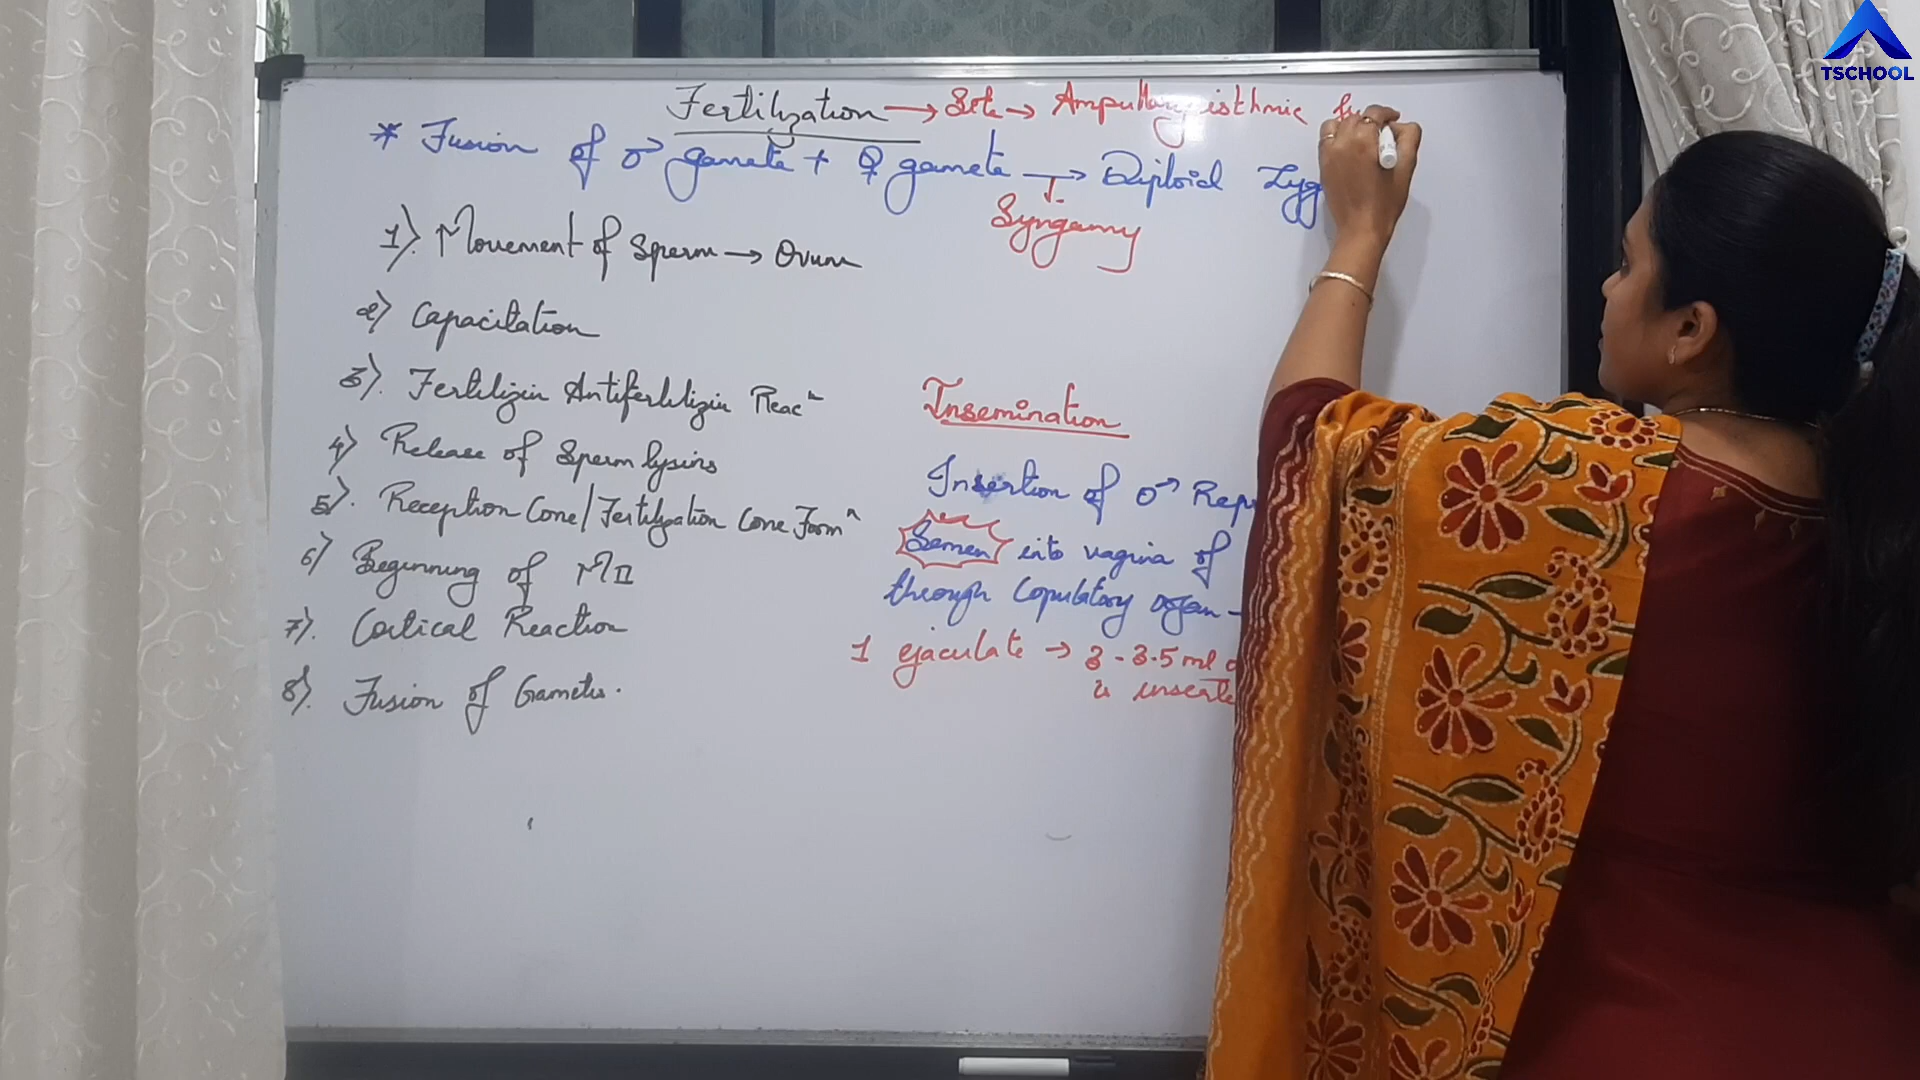 TSCHOOL
Fertilization → Site → Ampullary isthmic
* Fusion of ♂ gamete + ♀ gamete → Diploid Zyg
Syngamy
1). Movement of sperm → Ovum
2) Capacitation
3). Fertilizin Antifertilizin Reacⁿ
4) Release of Sperm lysins
5). Reception Cone/Fertilization Cone Formⁿ
6) Beginning of MII
7). Cortical Reaction
8). Fusion of Gametes.
Insemination
Insertion of ♂ Repr
Semen into vagina of
through Copulatory organ -
1 ejaculate → 3 - 3.5 ml
is inserte